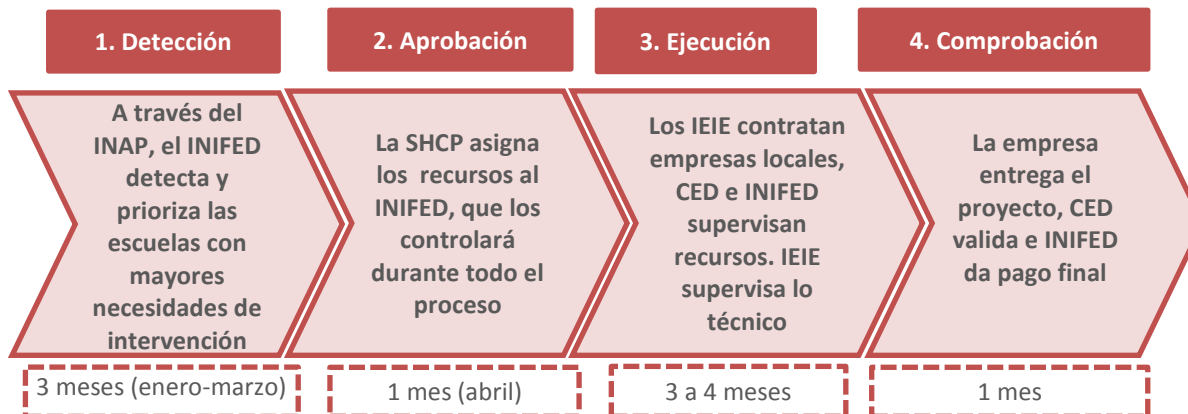 1. Detección
2. Aprobación
3. Ejecución
4. Comprobación
A través del
INAP, el INIFED
detecta y
prioriza las
escuelas con
mayores
necesidades de
intervención
La SHCP asigna
los recursos al
INIFED, que los
controlará
durante todo el
proceso
Los IEIE contratan
empresas locales,
CED e INIFED
supervisan
recursos. IEIE
supervisa lo
técnico
La empresa
entrega el
proyecto, CED
valida e INIFED
da pago final
3 meses (enero-marzo)
1 mes (abril)
3 a 4 meses
1 mes